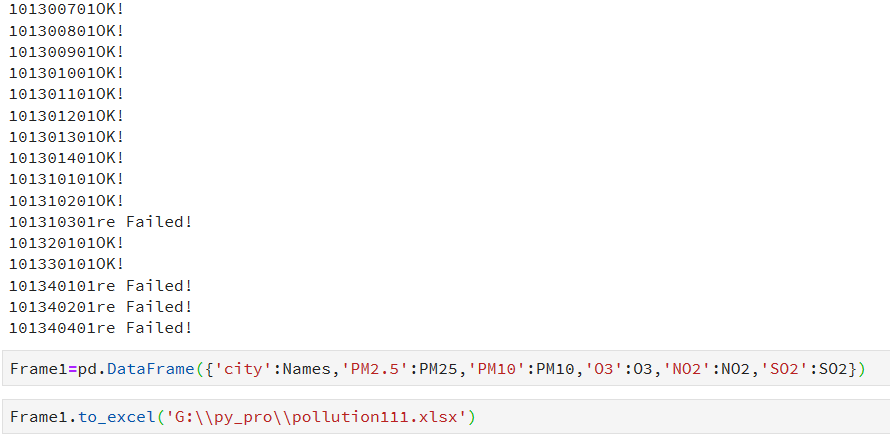 101300701OK!
101300801OK!
101300901OK!
101301001OK!
101301101OK!
101301201OK!
101301301OK!
101301401OK!
101310101OK!
101310201OK!
101310301re Failed!
101320101OK!
101330101OK!
101340101re Failed!
101340201re Failed!
101340401re Failed!
Frame1=pd.DataFrame({'city':Names,'PM2.5':PM25,'PM10':PM10,'O3':O3,'NO2':NO2,'SO2':SO2})
Frame1.to_excel('G:\\py_pro\\pollution111.xlsx')